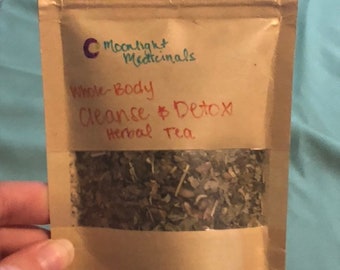 Moonlight
Medicinals
Whole-Body
Cleanse & Detox
Herbal Tea